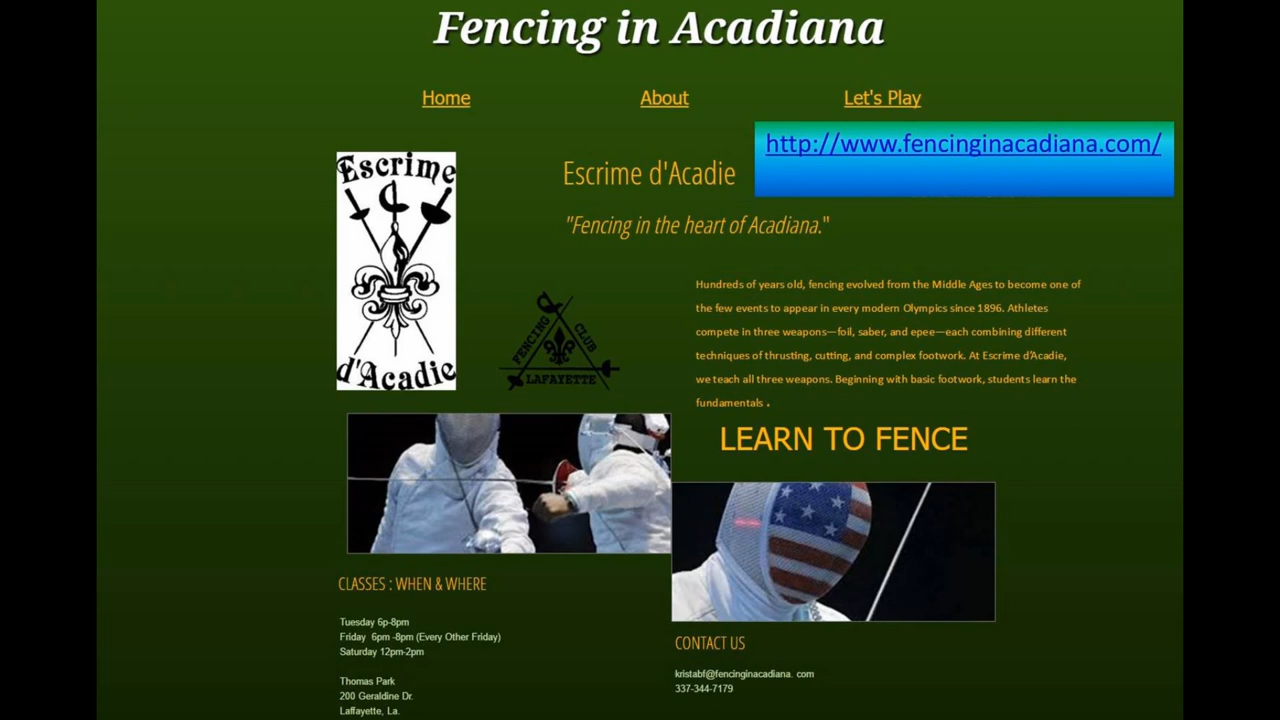 Fencing in Acadiana
Home
About
Let's Play
http://www.fencinginacadiana.com/
Escrime
d'Acadie
Escrime d'Acadie
"Fencing in the heart of Acadiana."
FENCING CLUB
LAFAYETTE
Hundreds of years old, fencing evolved from the Middle Ages to become one of
the few events to appear in every modern Olympics since 1896. Athletes
compete in three weapons—foil, saber, and epee—each combining different
techniques of thrusting, cutting, and complex footwork. At Escrime d'Acadie,
we teach all three weapons. Beginning with basic footwork, students learn the
fundamentals .
LEARN TO FENCE
CLASSES : WHEN & WHERE
Tuesday 6p-8pm
Friday 6pm -8pm (Every Other Friday)
Saturday 12pm-2pm
Thomas Park
200 Geraldine Dr.
Laffayette, La.
CONTACT US
kristabf@fencinginacadiana. com
337-344-7179